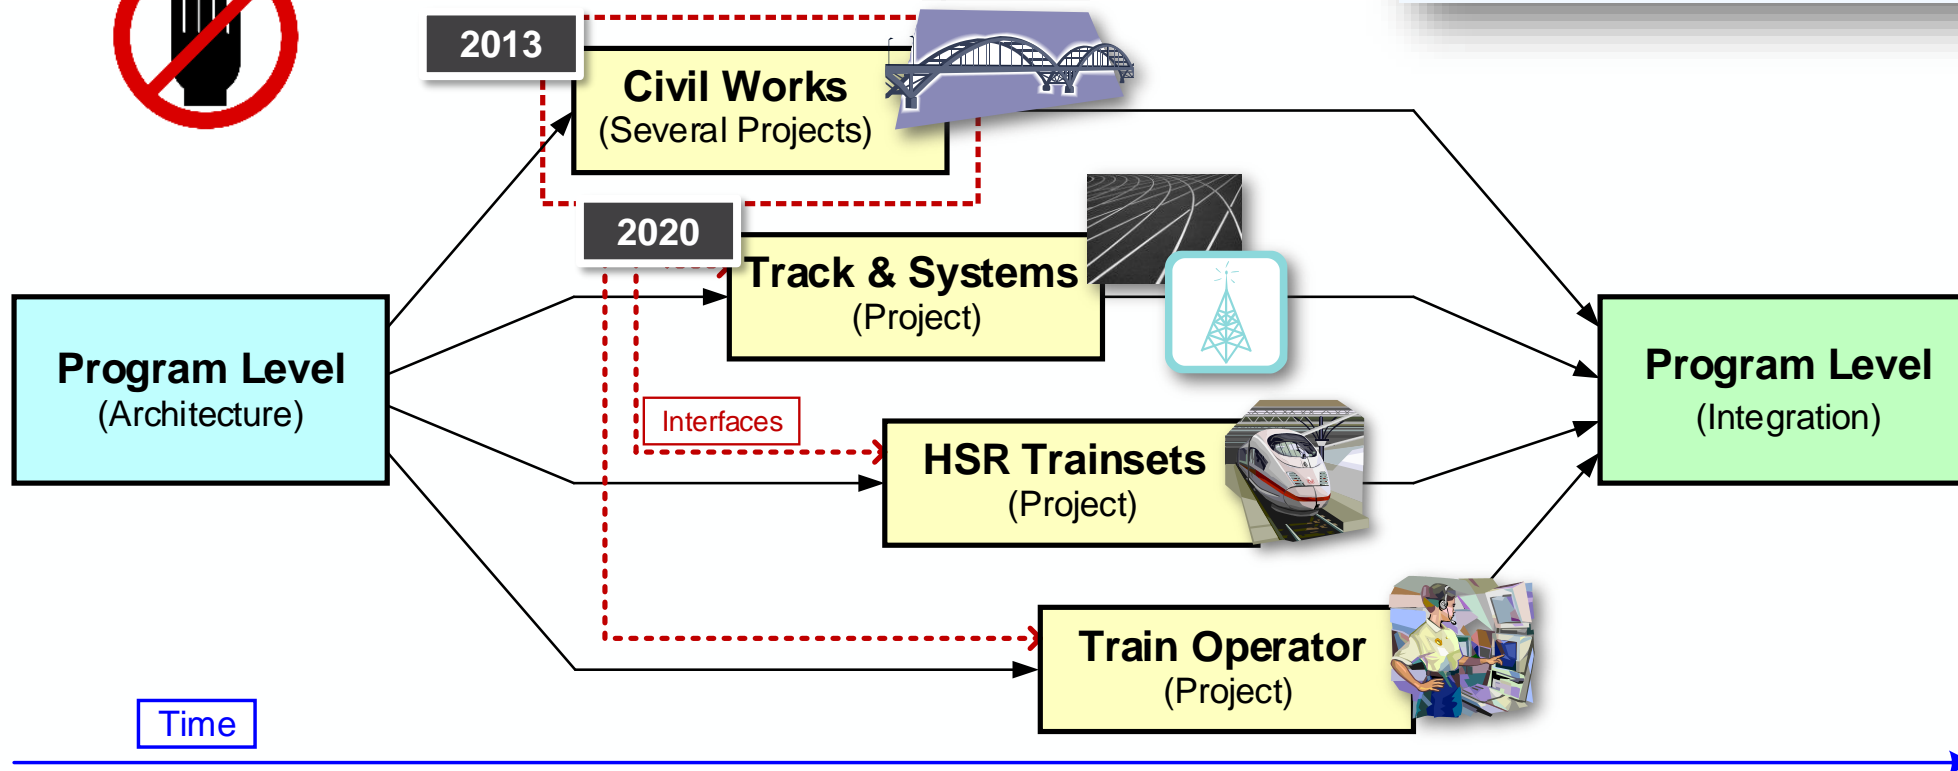 2013
Civil Works
(Several Projects)
2020
Track & Systems
(Project)
Program Level
(Architecture)
Program Level
(Integration)
Interfaces
HSR Trainsets
(Project)
Train Operator
(Project)
Time